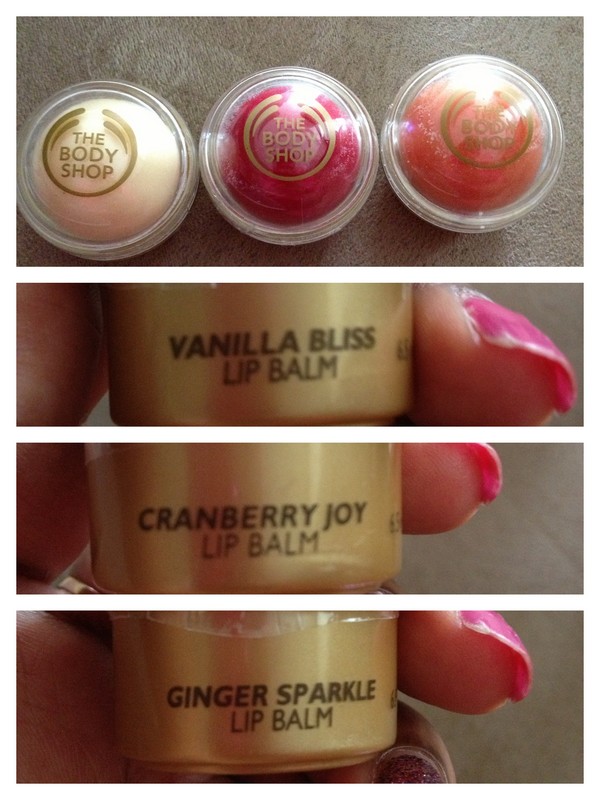 THE
BODY
SHOP
THE
BODY
SHOP
THE
BODY
SHOP
VANILLA BLISS
LIP BALM
CRANBERRY JOY
LIP BALM
GINGER SPARKLE
LIP BALM